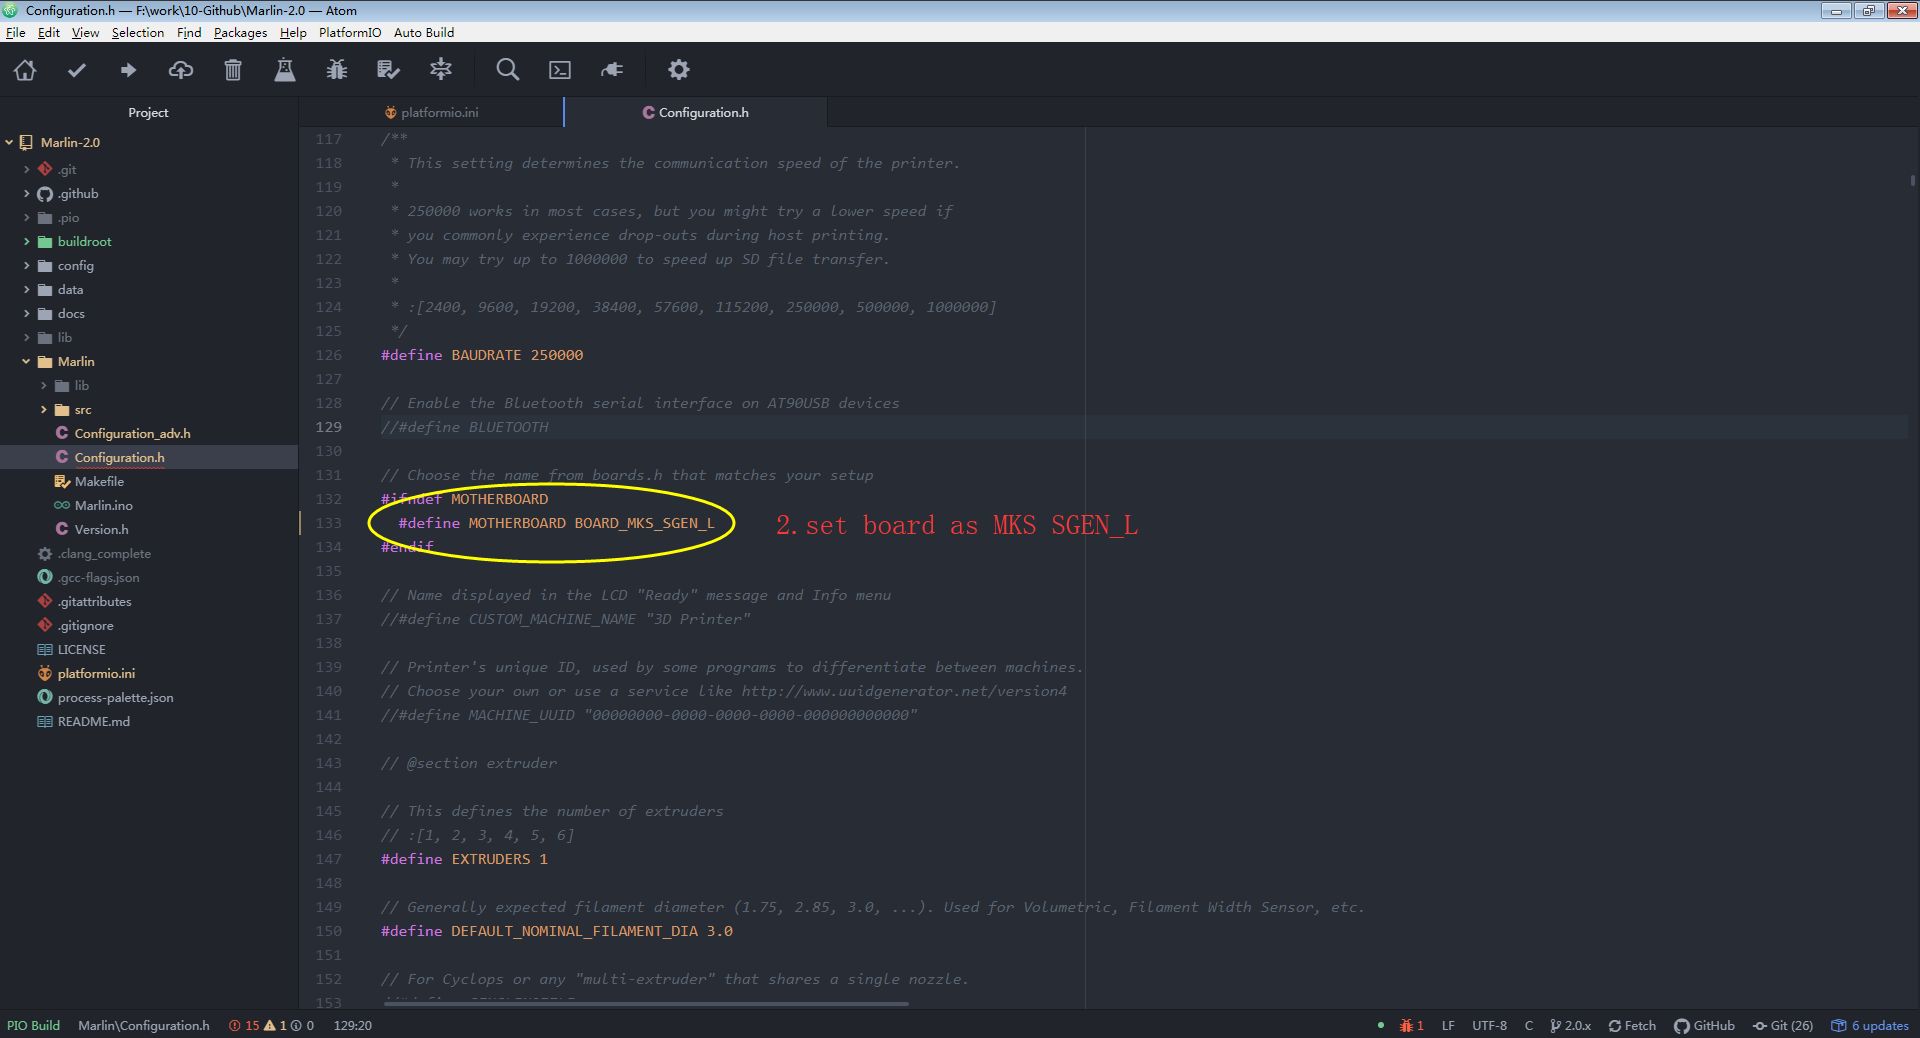 Configuration.h — F:\work\10-Github\Marlin-2.0 — Atom
File Edit View Selection Find Packages Help PlatformIO Auto Build
Project
platformio.ini
Configuration.h
Marlin-2.0
.git
.github
.pio
buildroot
config
data
docs
lib
Marlin
lib
src
Configuration_adv.h
Configuration.h
Makefile
Marlin.ino
Version.h
.clang_complete
.gcc-flags.json
.gitattributes
.gitignore
LICENSE
platformio.ini
process-palette.json
README.md
117 /**
118 * This setting determines the communication speed of the printer.
119 *
120 * 250000 works in most cases, but you might try a lower speed if
121 * you commonly experience drop-outs during host printing.
122 * You may try up to 1000000 to speed up SD file transfer.
123 *
124 * :[2400, 9600, 19200, 38400, 57600, 115200, 250000, 500000, 1000000]
125 */
126 #define BAUDRATE 250000
127
128 // Enable the Bluetooth serial interface on AT90USB devices
129 //#define BLUETOOTH
130
131 // Choose the name from boards.h that matches your setup
132 #ifndef MOTHERBOARD
133 #define MOTHERBOARD BOARD_MKS_SGEN_L
2.set board as MKS SGEN_L
134 #endif
135
136 // Name displayed in the LCD "Ready" message and Info menu
137 //#define CUSTOM_MACHINE_NAME "3D Printer"
138
139 // Printer's unique ID, used by some programs to differentiate between machines.
140 // Choose your own or use a service like http://www.uuidgenerator.net/version4
141 //#define MACHINE_UUID "00000000-0000-0000-0000-000000000000"
142
143 // @section extruder
144
145 // This defines the number of extruders
146 // :[1, 2, 3, 4, 5, 6]
147 #define EXTRUDERS 1
148
149 // Generally expected filament diameter (1.75, 2.85, 3.0, ...). Used for Volumetric, Filament Width Sensor, etc.
150 #define DEFAULT_NOMINAL_FILAMENT_DIA 3.0
151
152 // For Cyclops or any "multi-extruder" that shares a single nozzle.
153
PIO Build Marlin\Configuration.h 15 1 0 129:20 1 LF UTF-8 C 2.0.x Fetch GitHub Git (26) 6 updates